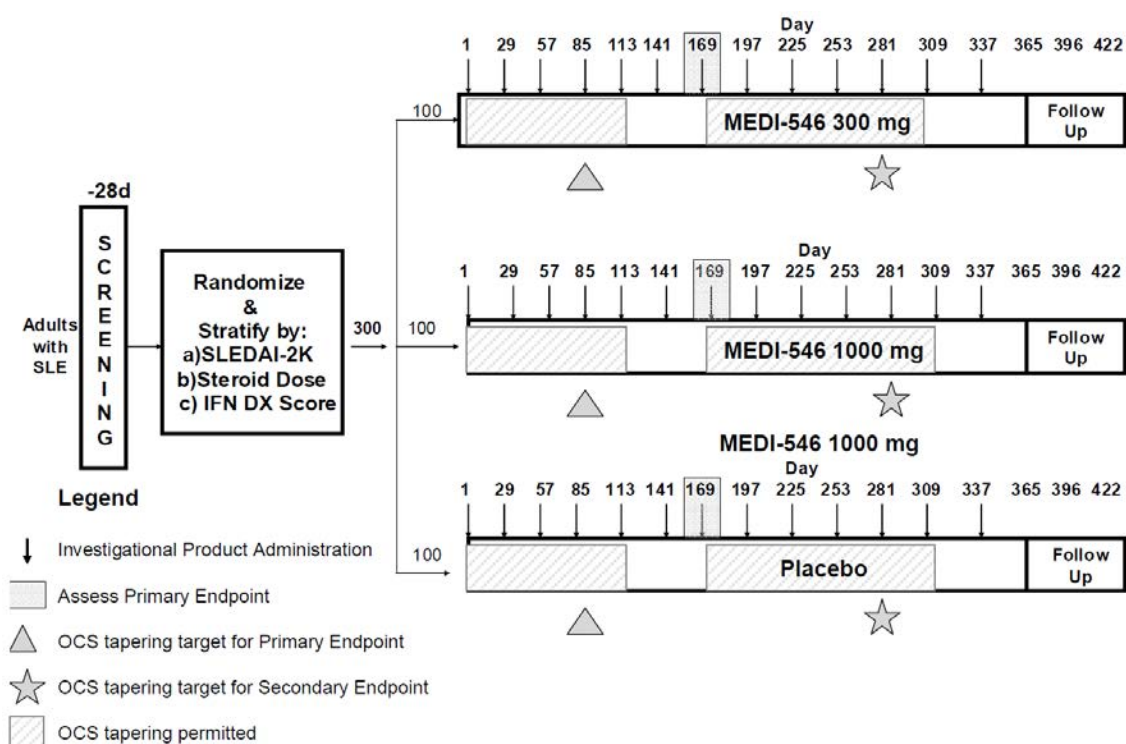 Day
1 29 57 85 113 141 169 197 225 253 281 309 337 365 396 422
100
MEDI-546 300 mg
Follow
Up
-28d
SCREENING
Adults
with
SLE
Randomize
&
Stratify by:
a)SLEDAI-2K
b)Steroid Dose
c) IFN DX Score
300
Day
1 29 57 85 113 141 169 197 225 253 281 309 337 365 396 422
100
MEDI-546 1000 mg
Follow
Up
MEDI-546 1000 mg
Day
1 29 57 85 113 141 169 197 225 253 281 309 337 365 396 422
100
Placebo
Follow
Up
Legend
Investigational Product Administration
Assess Primary Endpoint
OCS tapering target for Primary Endpoint
OCS tapering target for Secondary Endpoint
OCS tapering permitted